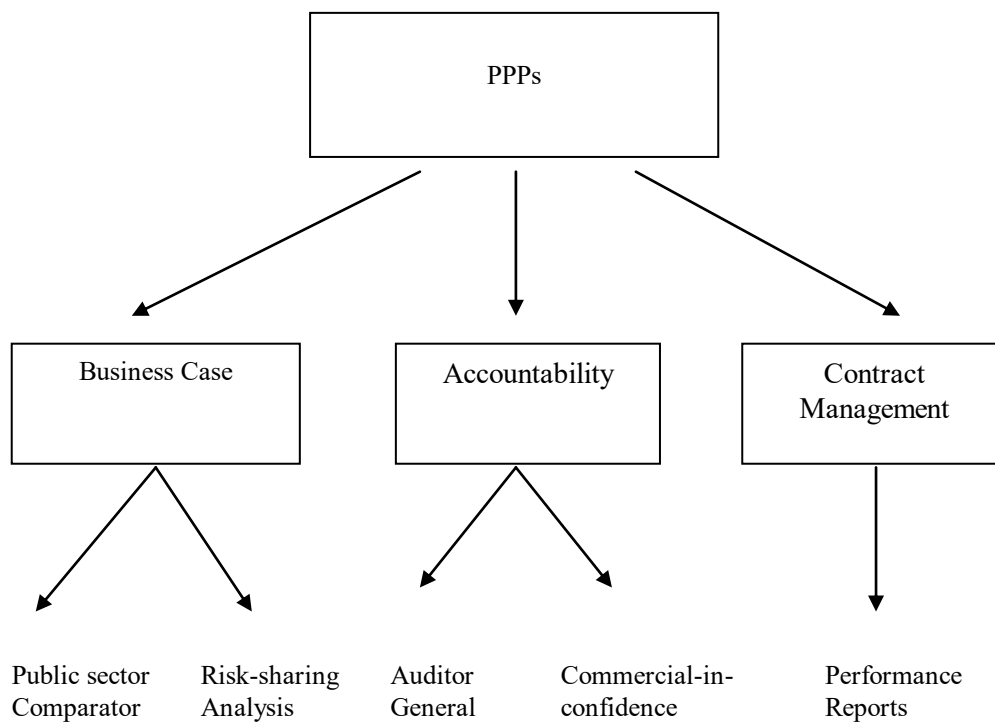 PPPs
Business Case
Accountability
Contract
Management
Public sector
Comparator
Risk-sharing
Analysis
Auditor
General
Commercial-in-
confidence
Performance
Reports